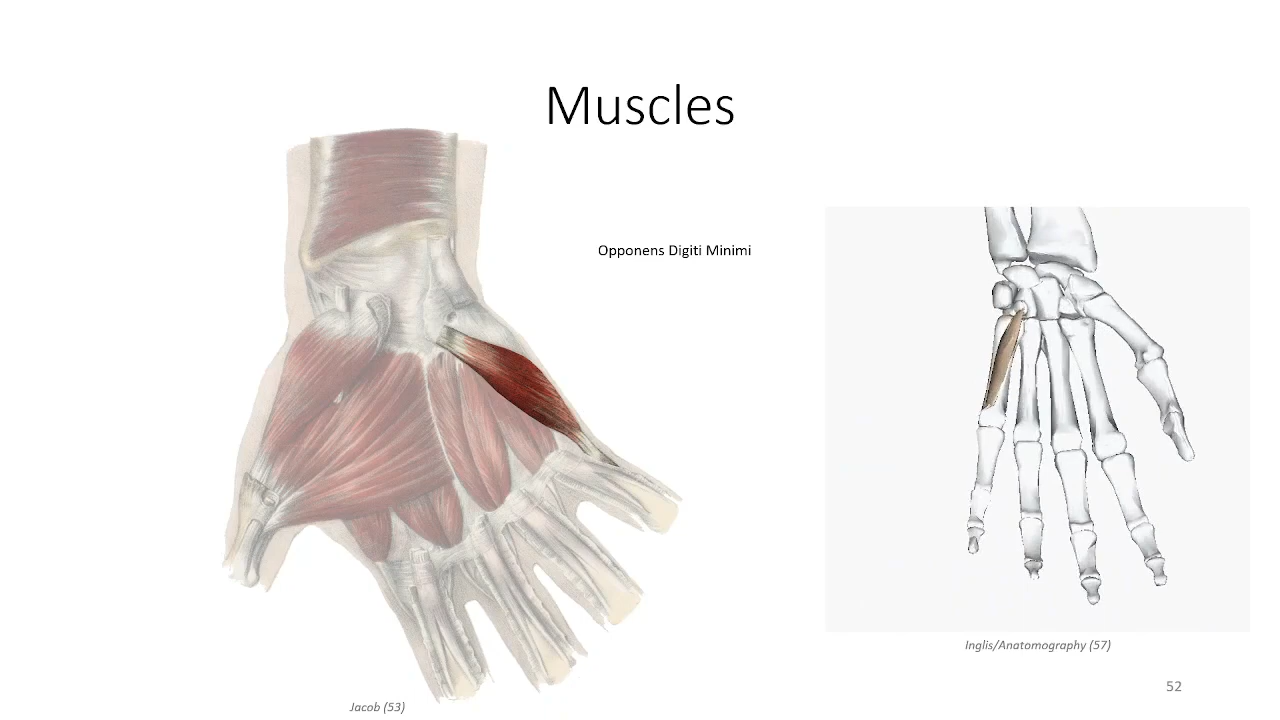 Muscles
Opponens Digiti Minimi
Inglis/Anatomography (57)
52
Jacob (53)